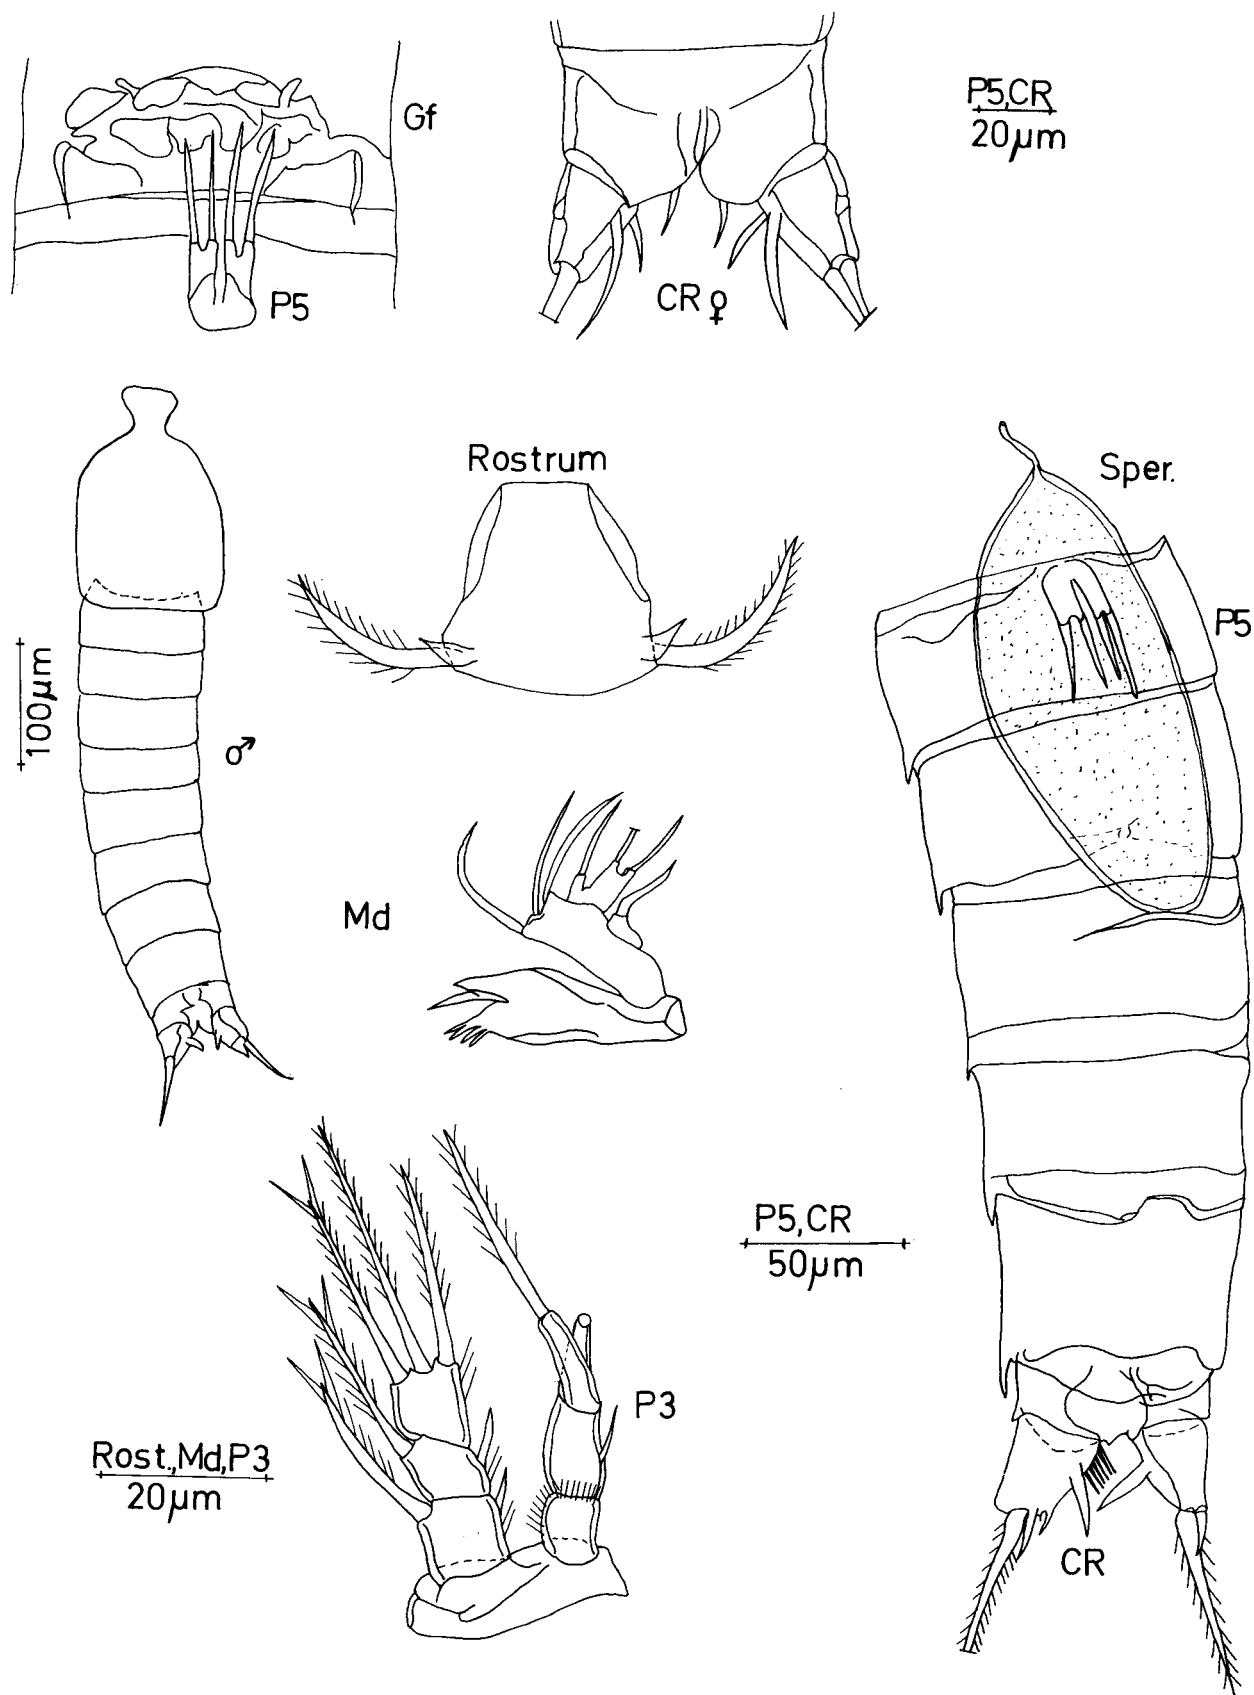 Gf
P5
CR ♀
P5,CR
20µm
Rostrum
Sper.
P5
100µm
♂
Md
P5,CR
50µm
P3
Rost.,Md,P3
20µm
CR